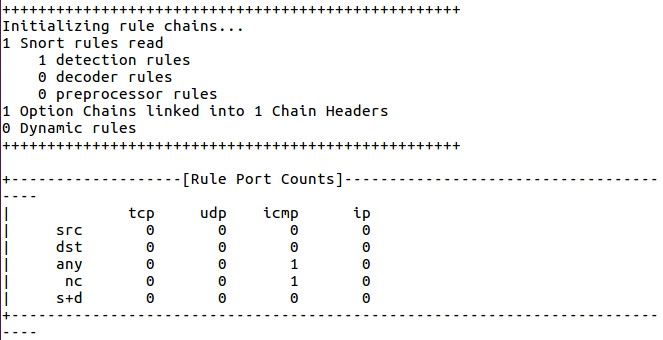 +++++++++++++++++++++++++++++++++++++++++++++++++++
Initializing rule chains...
1 Snort rules read
    1 detection rules
    0 decoder rules
    0 preprocessor rules
1 Option Chains linked into 1 Chain Headers
0 Dynamic rules
+++++++++++++++++++++++++++++++++++++++++++++++++++
+-------------------[Rule Port Counts]-----------------------------------
----
|             tcp     udp    icmp      ip
|     src       0       0       0       0
|     dst       0       0       0       0
|     any       0       0       1       0
|      nc       0       0       1       0
|     s+d       0       0       0       0
+------------------------------------------------------------------------
----